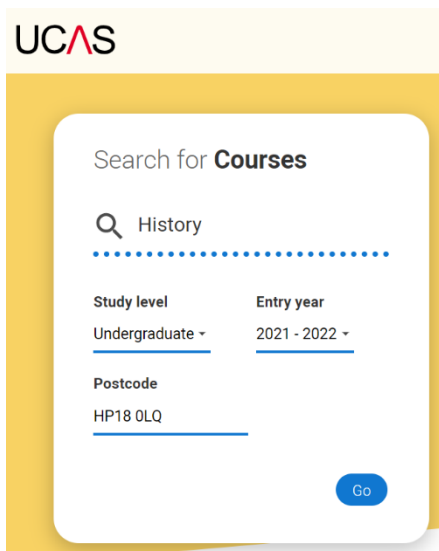 UCAS
Search for Courses
History
Study level Entry year
Undergraduate 2021 - 2022
Postcode
HP18 0LQ
Go